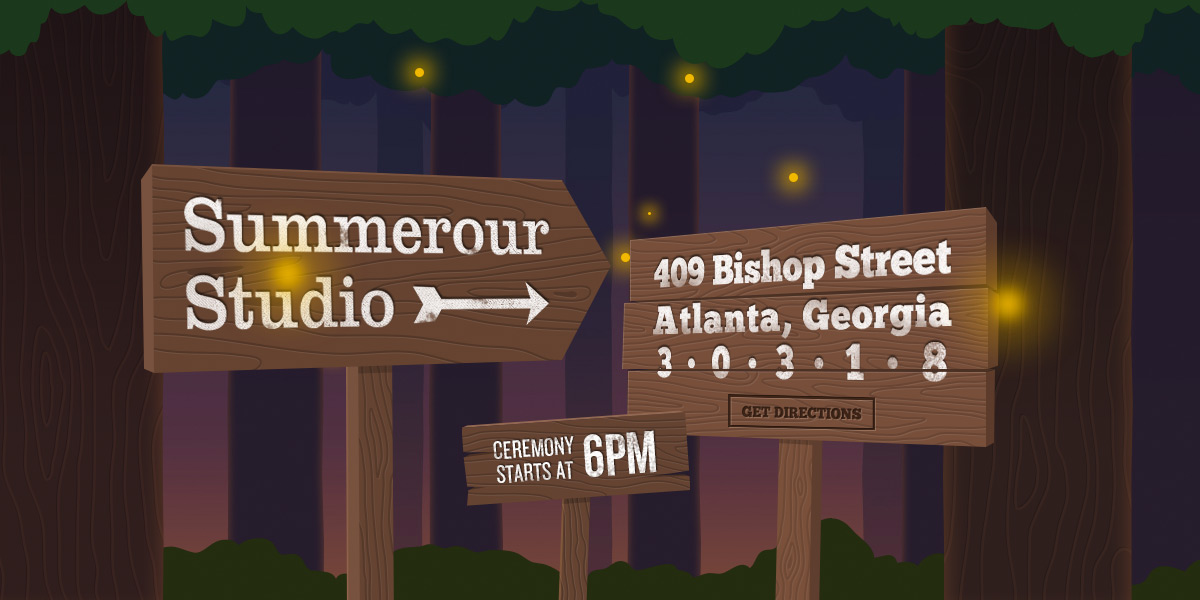 Summerour
Studio
409 Bishop Street
Atlanta, Georgia
3 · 0 · 3 · 1 · 8
GET DIRECTIONS
CEREMONY
STARTS AT 6PM